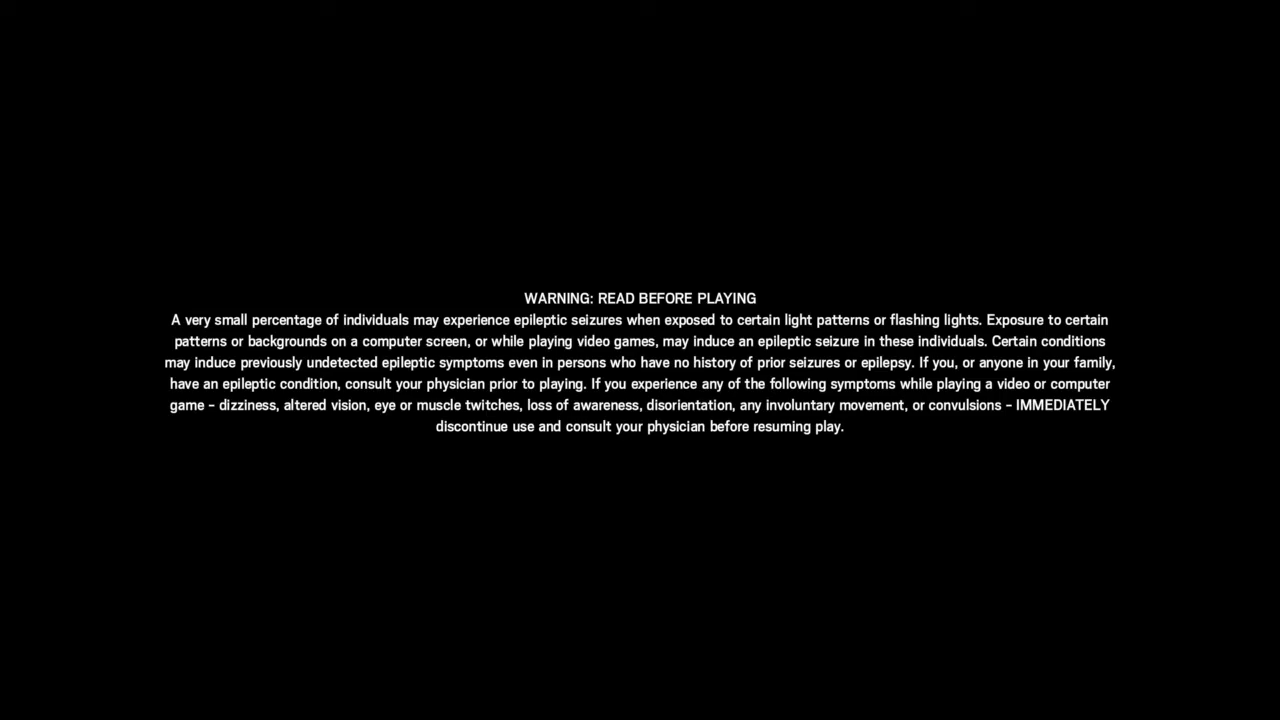 WARNING: READ BEFORE PLAYING
A very small percentage of individuals may experience epileptic seizures when exposed to certain light patterns or flashing lights. Exposure to certain
patterns or backgrounds on a computer screen, or while playing video games, may induce an epileptic seizure in these individuals. Certain conditions
may induce previously undetected epileptic symptoms even in persons who have no history of prior seizures or epilepsy. If you, or anyone in your family,
have an epileptic condition, consult your physician prior to playing. If you experience any of the following symptoms while playing a video or computer
game – dizziness, altered vision, eye or muscle twitches, loss of awareness, disorientation, any involuntary movement, or convulsions – IMMEDIATELY
discontinue use and consult your physician before resuming play.